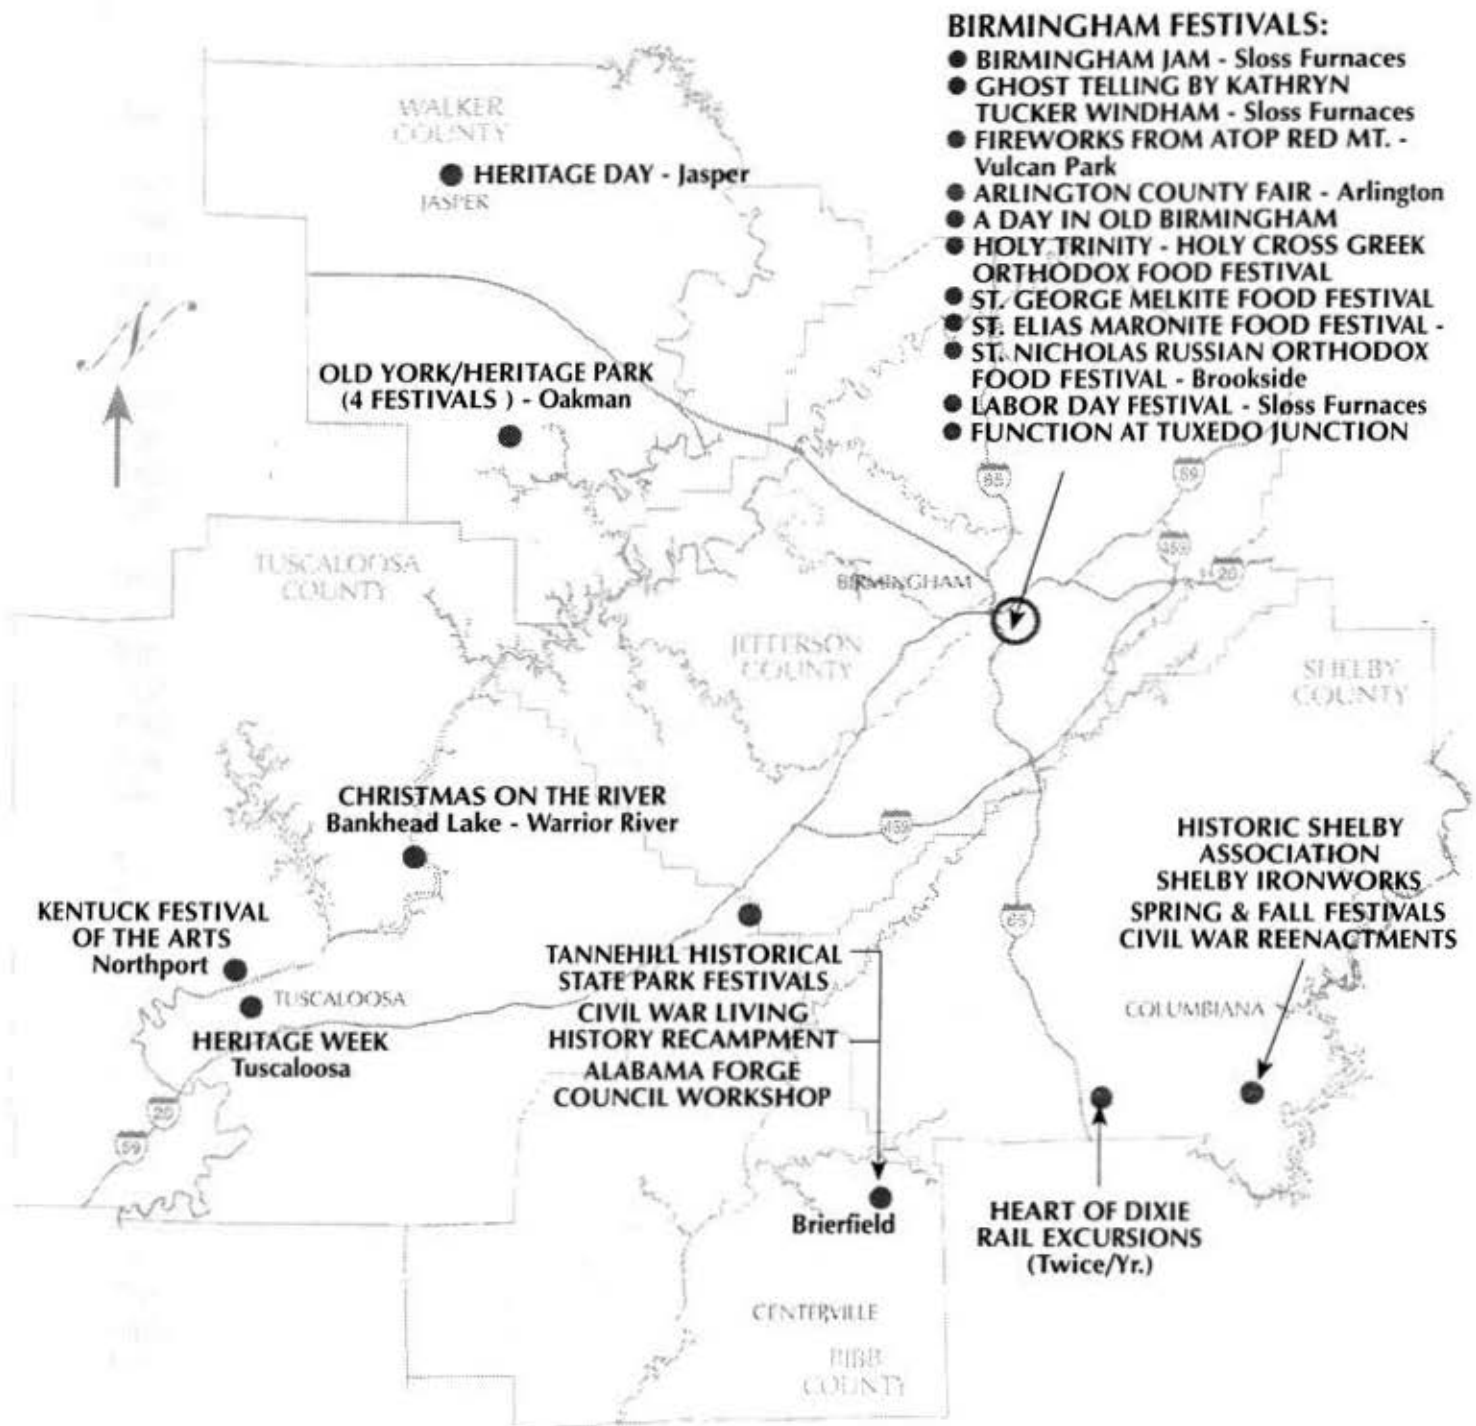 BIRMINGHAM FESTIVALS:
BIRMINGHAM JAM - Sloss Furnaces
GHOST TELLING BY KATHRYN
TUCKER WINDHAM - Sloss Furnaces
FIREWORKS FROM ATOP RED MT. -
Vulcan Park
ARLINGTON COUNTY FAIR - Arlington
A DAY IN OLD BIRMINGHAM
HOLY TRINITY - HOLY CROSS GREEK
ORTHODOX FOOD FESTIVAL
ST. GEORGE MELKITE FOOD FESTIVAL
ST. ELIAS MARONITE FOOD FESTIVAL -
ST. NICHOLAS RUSSIAN ORTHODOX
FOOD FESTIVAL - Brookside
LABOR DAY FESTIVAL - Sloss Furnaces
FUNCTION AT TUXEDO JUNCTION
WALKER
COUNTY
HERITAGE DAY - Jasper
JASPER
N
OLD YORK/HERITAGE PARK
(4 FESTIVALS ) - Oakman
65
59
459
20
TUSCALOOSA
COUNTY
BIRMINGHAM
JEFFERSON
COUNTY
SHELBY
COUNTY
CHRISTMAS ON THE RIVER
Bankhead Lake - Warrior River
459
HISTORIC SHELBY
ASSOCIATION
SHELBY IRONWORKS
SPRING & FALL FESTIVALS
CIVIL WAR REENACTMENTS
KENTUCK FESTIVAL
OF THE ARTS
Northport
65
TANNEHILL HISTORICAL
STATE PARK FESTIVALS
CIVIL WAR LIVING
HISTORY RECAMPMENT
ALABAMA FORGE
COUNCIL WORKSHOP
TUSCALOOSA
HERITAGE WEEK
Tuscaloosa
COLUMBIANA
20
59
Brierfield
HEART OF DIXIE
RAIL EXCURSIONS
(Twice/Yr.)
CENTERVILLE
BIBB
COUNTY